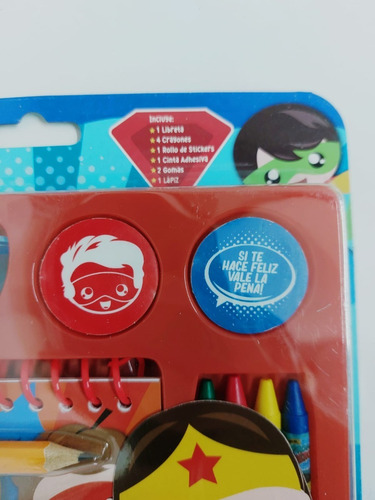 Incluye:
★ 1 Libreta
★ 4 Crayones
★ 1 Rollo de Stickers
★ 1 Cinta Adhesiva
★ 2 Gomas
★ 1 LÁPIZ
SI TE
HACE FELIZ
VALE LA
PENA!